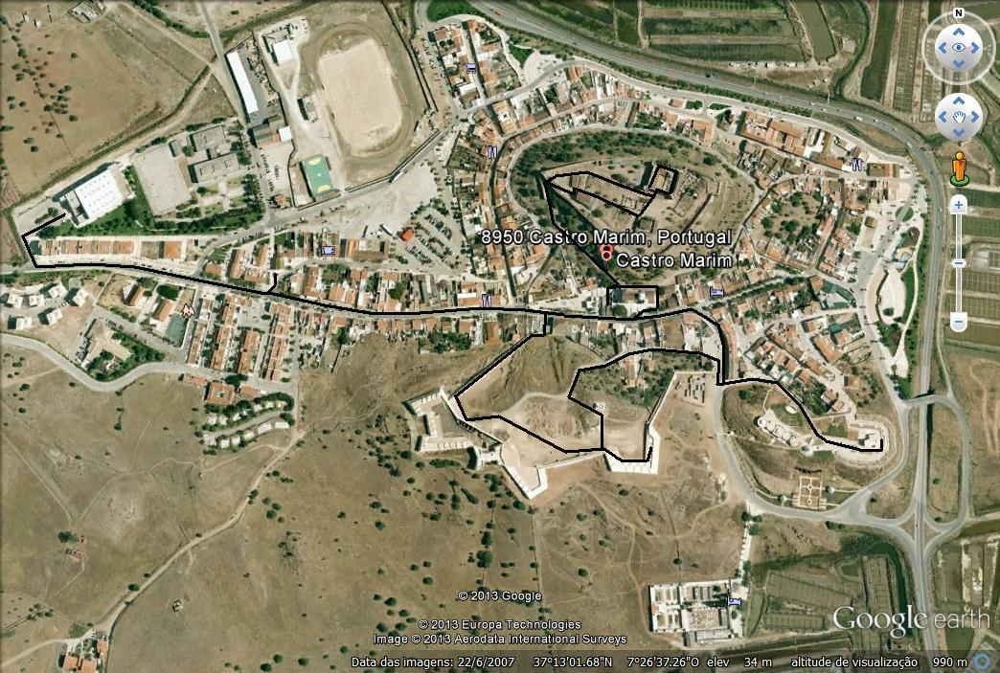 N
8950 Castro Marim, Portugal
Castro Marim
© 2013 Google
© 2013 Europa Technologies
Image © 2013 Aerodata International Surveys
Google earth
Data das imagens: 22/6/2007 37°13'01.68"N 7°26'37.26"O elev 34 m altitude de visualização 990 m